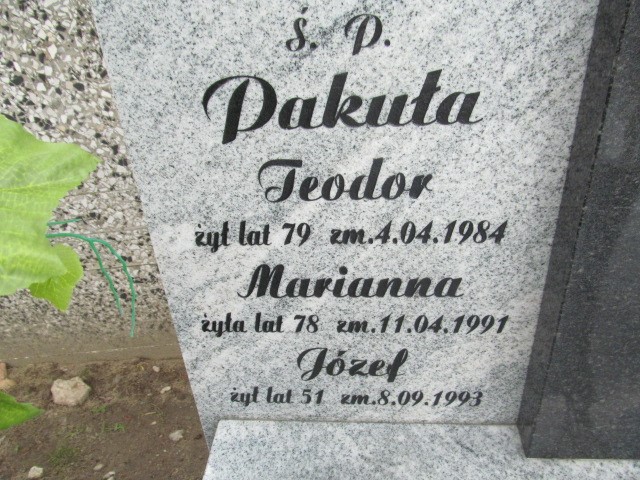 ś. p.
Pakuła
Teodor
żył lat 79 zm.4.04.1984
Marianna
żyła lat 78 zm.11.04.1991
Józef
żył lat 51 zm.8.09.1993